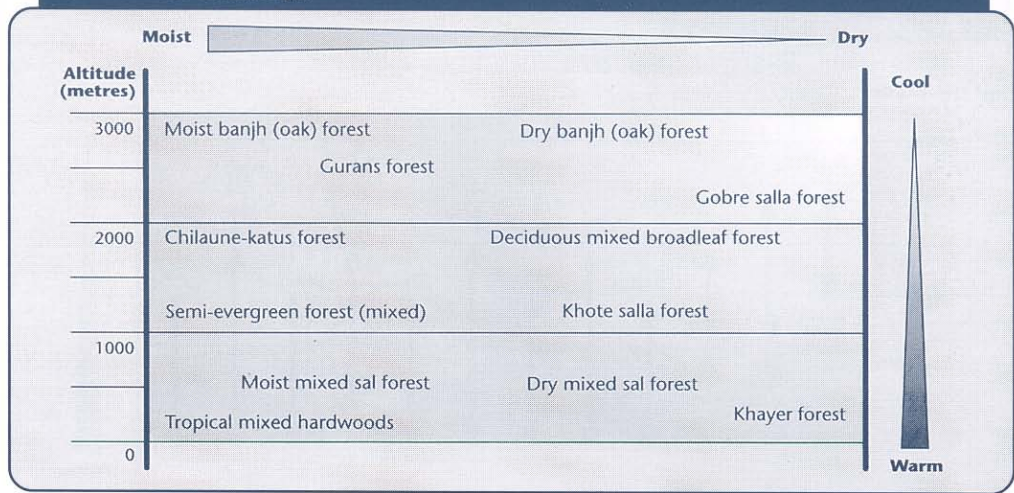 Moist Dry
Altitude
(metres)
Cool
3000 Moist banjh (oak) forest Dry banjh (oak) forest
Gurans forest
Gobre salla forest
2000 Chilaune-katus forest Deciduous mixed broadleaf forest
Semi-evergreen forest (mixed) Khote salla forest
1000
Moist mixed sal forest Dry mixed sal forest
Khayer forest
Tropical mixed hardwoods
0
Warm